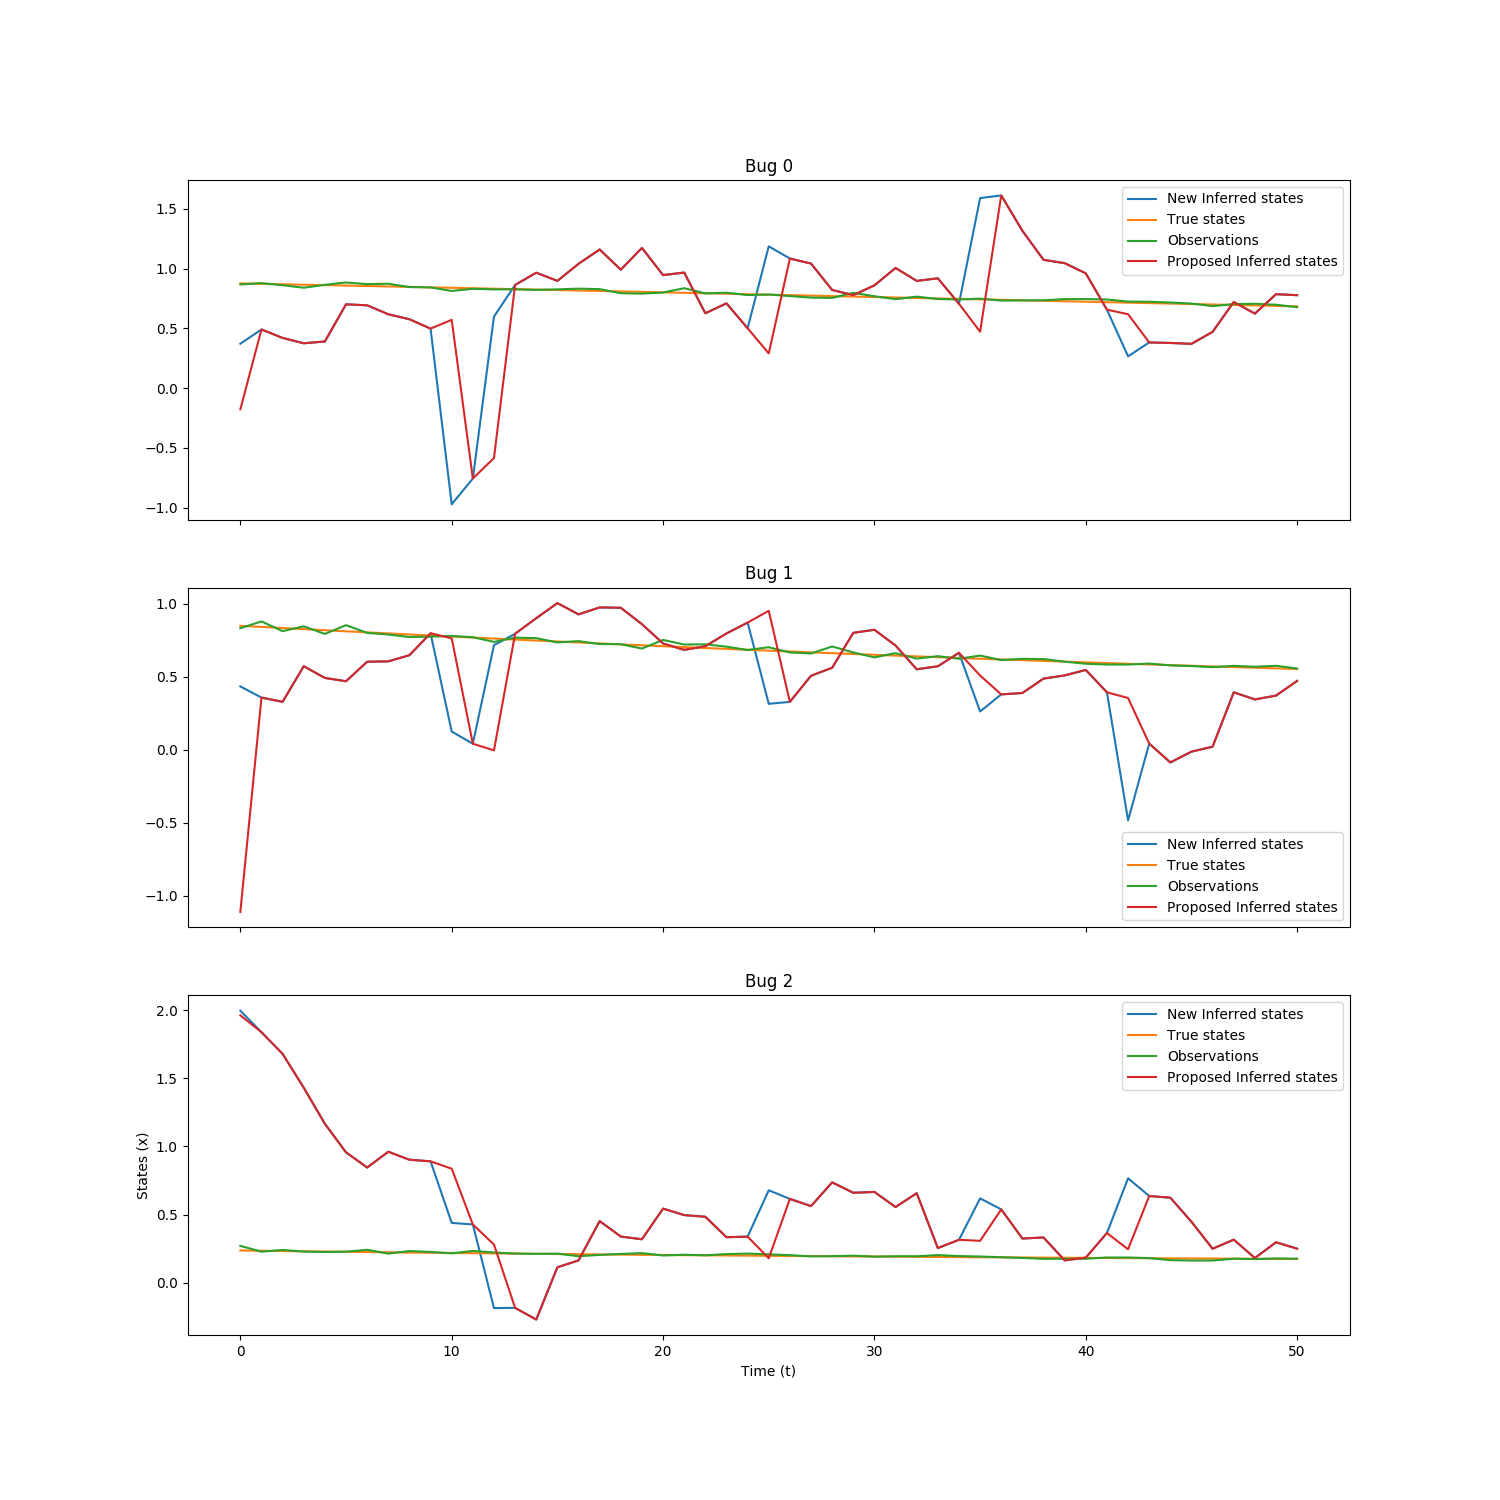 Bug 0
New Inferred states
True states
Observations
Proposed Inferred states
1.5
1.0
0.5
0.0
−0.5
−1.0
Bug 1
1.0
0.5
0.0
−0.5
−1.0
New Inferred states
True states
Observations
Proposed Inferred states
Bug 2
New Inferred states
True states
Observations
Proposed Inferred states
2.0
1.5
1.0
0.5
0.0
States (x)
0 10 20 30 40 50
Time (t)